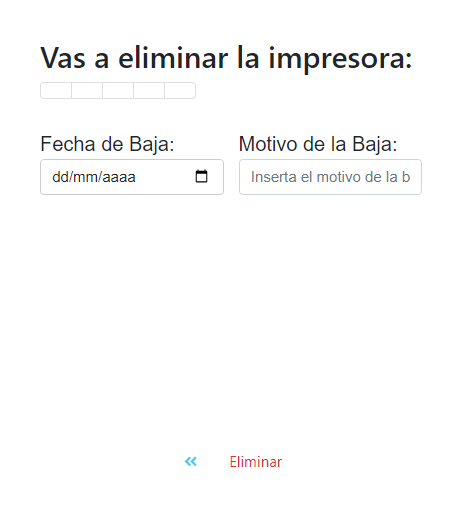 Vas a eliminar la impresora:
Fecha de Baja: Motivo de la Baja:
dd/mm/aaaa Inserta el motivo de la b
Eliminar